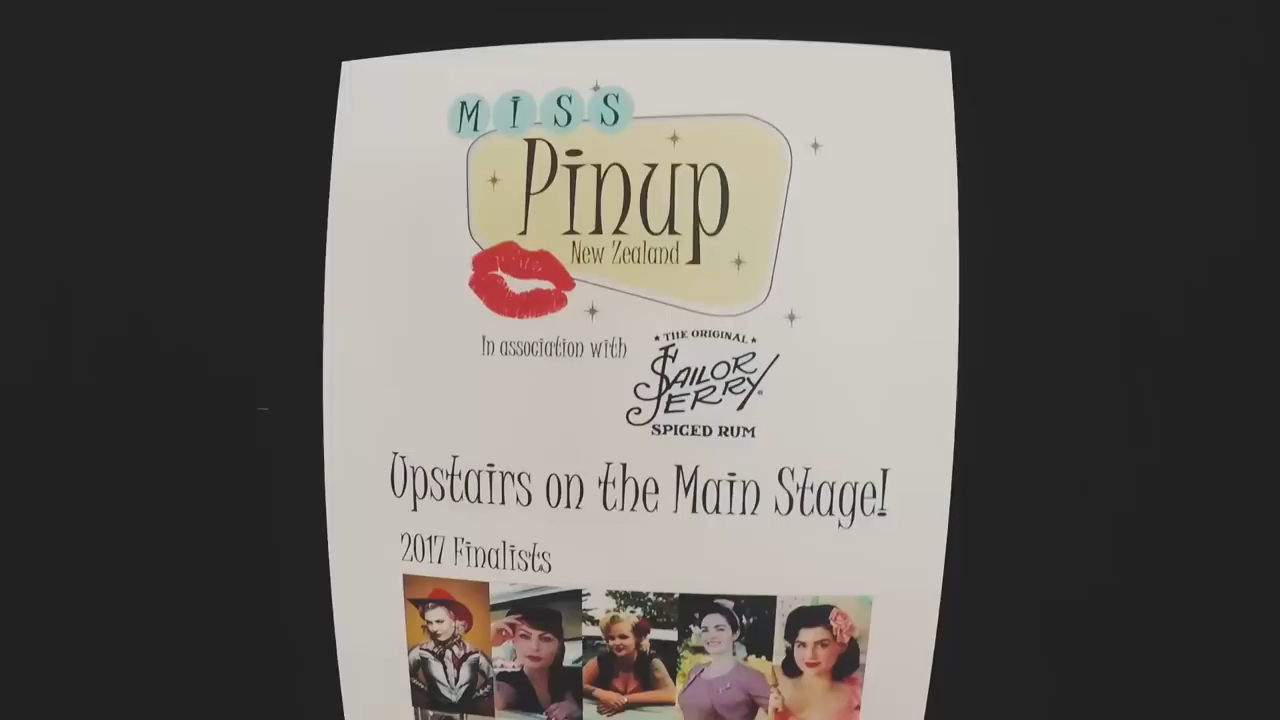 MISS
Pinup
New Zealand
In association with
★ THE ORIGINAL ★
SAILOR
JERRY®
SPICED RUM
Upstairs on the Main Stage!
2017 Finalists